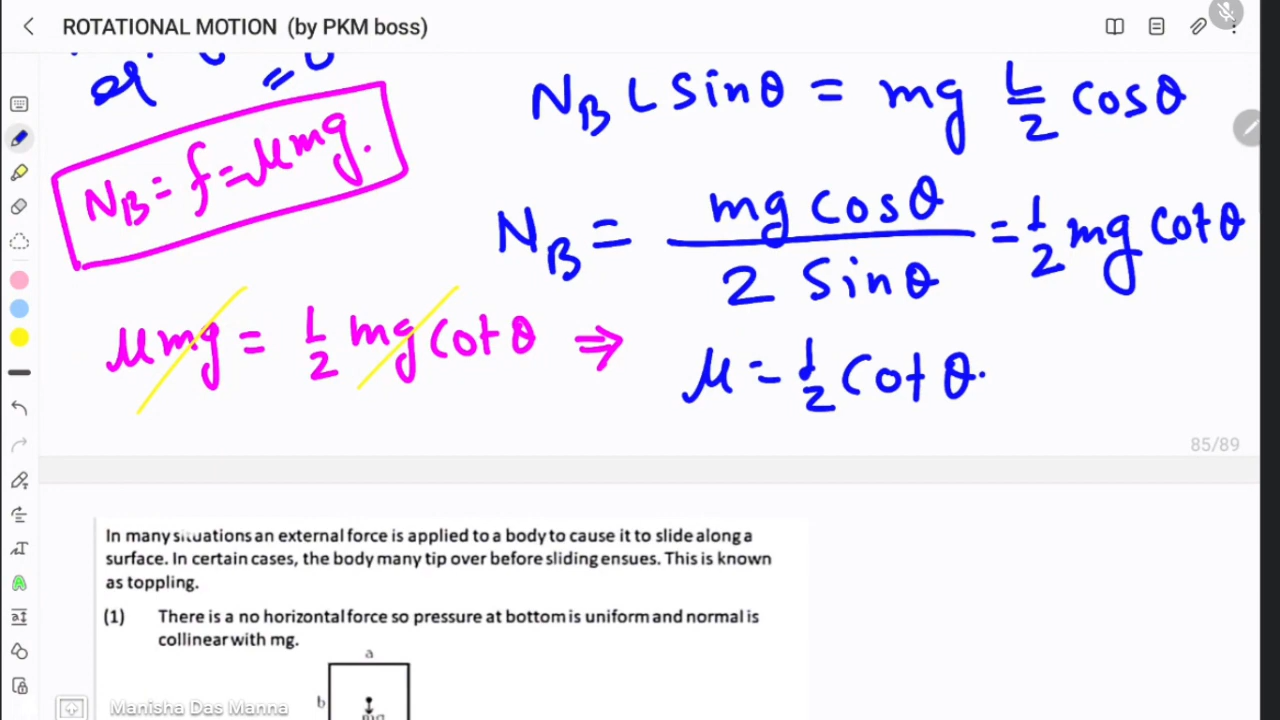 ROTATIONAL MOTION (by PKM boss)
N_B L sinθ = mg L/2 cosθ
N_B = f = μmg.
N_B = mg cosθ / 2 sinθ = 1/2 mg cotθ
μmg = 1/2 mg cotθ ⇒
μ = 1/2 cotθ.
85/89
In many situations an external force is applied to a body to cause it to slide along a
surface. In certain cases, the body many tip over before sliding ensues. This is known
as toppling.
(1) There is a no horizontal force so pressure at bottom is uniform and normal is
collinear with mg.
a
b
mg
Manisha Das Manna